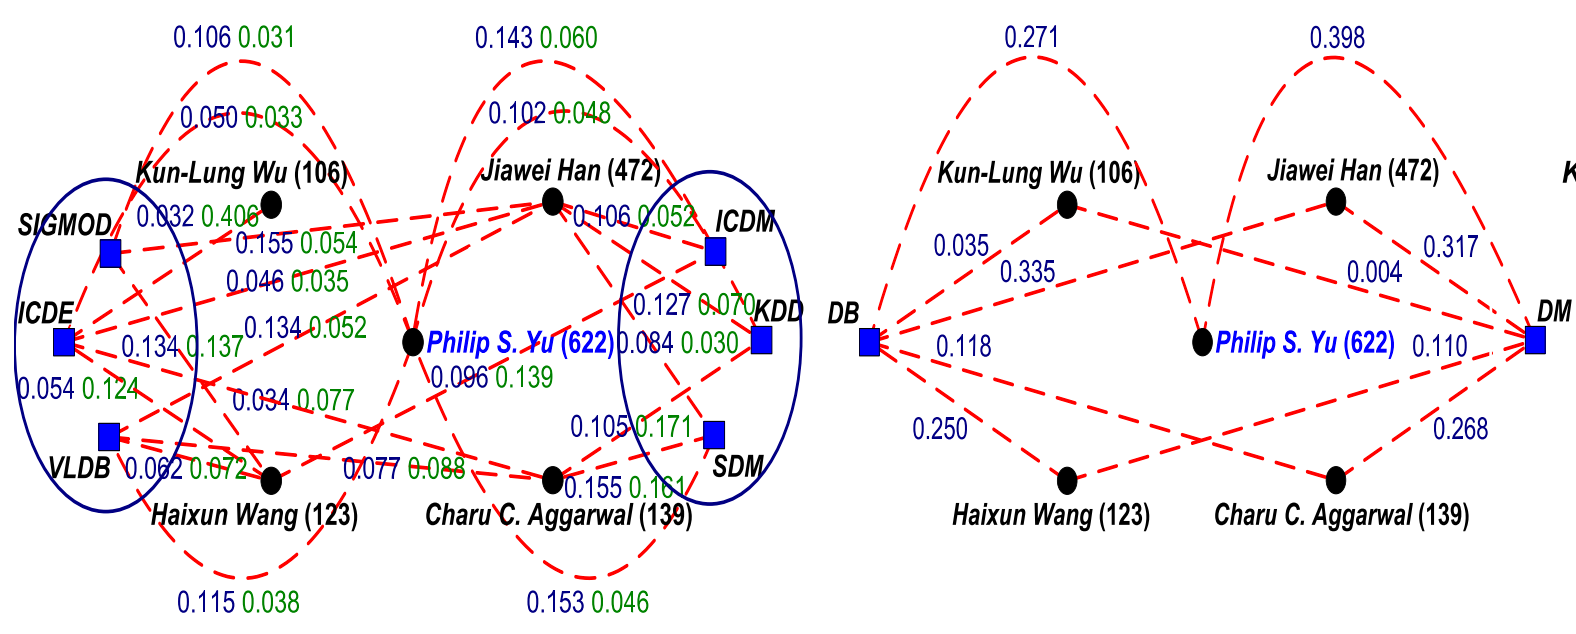 0.106 0.031
0.143 0.060
0.050 0.033
0.102 0.048
Kun-Lung Wu (106)
Jiawei Han (472)
SIGMOD
0.032 0.406
0.106 0.052
ICDM
0.155 0.054
0.046 0.035
ICDE
0.127 0.070
KDD
0.134 0.052
0.134 0.137
Philip S. Yu (622)
0.084 0.030
0.054 0.124
0.096 0.139
0.034 0.077
0.105 0.171
VLDB
0.062 0.072
0.077 0.088
SDM
0.155 0.161
Haixun Wang (123)
Charu C. Aggarwal (139)
0.115 0.038
0.153 0.046
0.271
0.398
Kun-Lung Wu (106)
Jiawei Han (472)
K
0.035
0.317
0.335
0.004
DB
DM
0.118
Philip S. Yu (622)
0.110
0.250
0.268
Haixun Wang (123)
Charu C. Aggarwal (139)